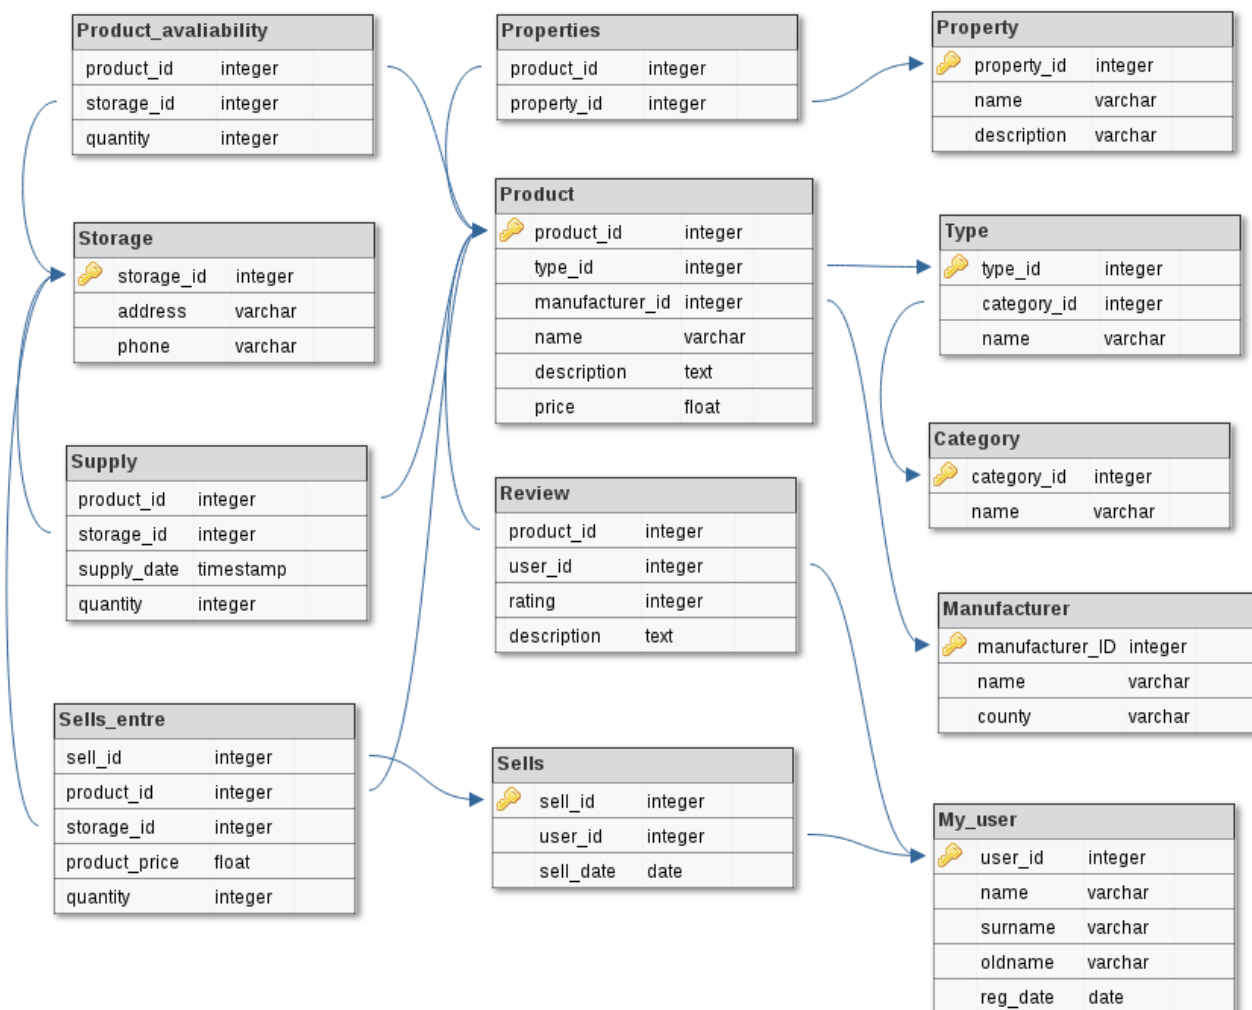 Product_avaliability
product_id integer
storage_id integer
quantity integer
Properties
product_id integer
property_id integer
Property
property_id integer
name varchar
description varchar
Storage
storage_id integer
address varchar
phone varchar
Product
product_id integer
type_id integer
manufacturer_id integer
name varchar
description text
price float
Type
type_id integer
category_id integer
name varchar
Supply
product_id integer
storage_id integer
supply_date timestamp
quantity integer
Review
product_id integer
user_id integer
rating integer
description text
Category
category_id integer
name varchar
Manufacturer
manufacturer_ID integer
name varchar
county varchar
Sells_entre
sell_id integer
product_id integer
storage_id integer
product_price float
quantity integer
Sells
sell_id integer
user_id integer
sell_date date
My_user
user_id integer
name varchar
surname varchar
oldname varchar
reg_date date